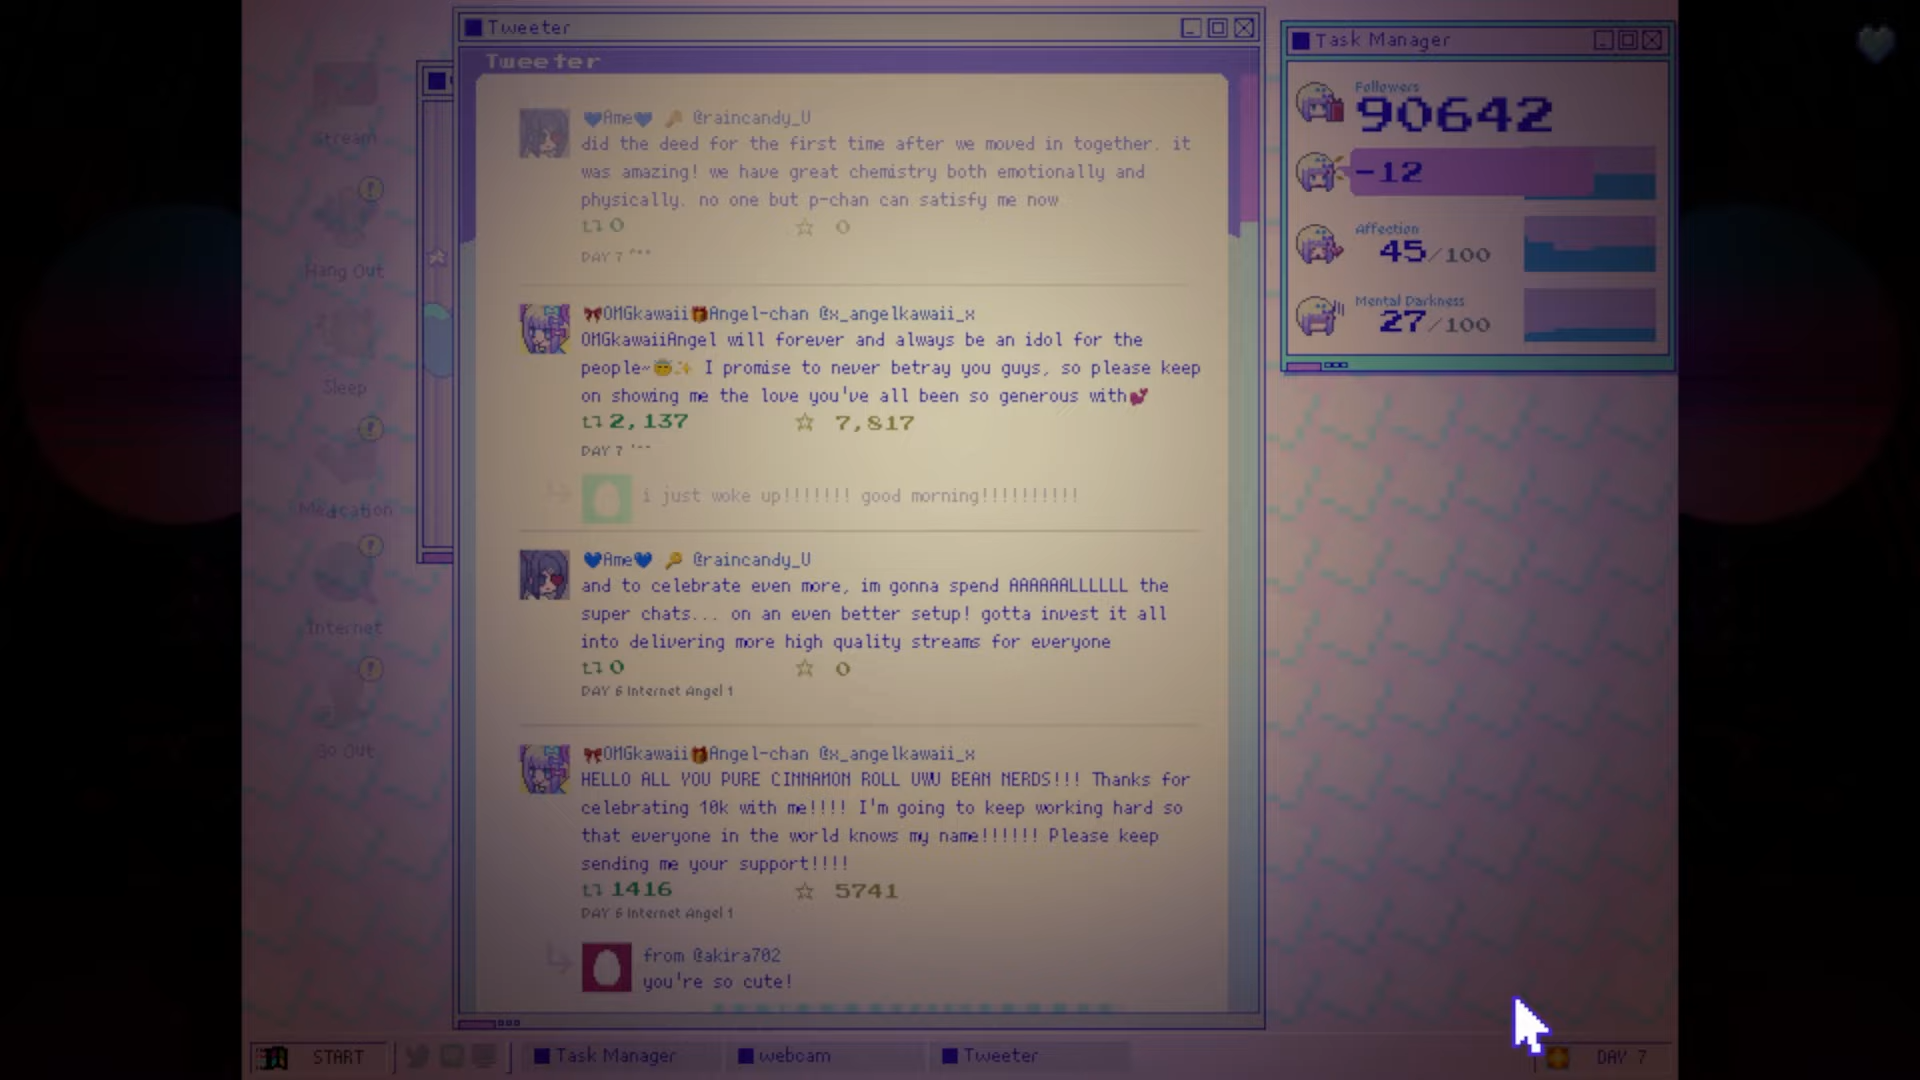 Tweeter
Tweeter
💙Ame💙 🔑 @raincandy_U
did the deed for the first time after we moved in together. it
was amazing! we have great chemistry both emotionally and
physically. no one but p-chan can satisfy me now
0 ☆ 0
DAY 7
🎀OMGkawaii🎁Angel-chan @x_angelkawaii_x
OMGkawaiiAngel will forever and always be an idol for the
people~😇✨ I promise to never betray you guys, so please keep
on showing me the love you've all been so generous with💕
2,137 ☆ 7,817
DAY 7
i just woke up!!!!!!! good morning!!!!!!!!!!
💙Ame💙 🔑 @raincandy_U
and to celebrate even more, im gonna spend AAAAAALLLLLL the
super chats... on an even better setup! gotta invest it all
into delivering more high quality streams for everyone
0 ☆ 0
DAY 6 Internet Angel 1
🎀OMGkawaii🎁Angel-chan @x_angelkawaii_x
HELLO ALL YOU PURE CINNAMON ROLL UWU BEAN NERDS!!! Thanks for
celebrating 10k with me!!!! I'm going to keep working hard so
that everyone in the world knows my name!!!!!! Please keep
sending me your support!!!!
1416 ☆ 5741
DAY 6 Internet Angel 1
from @akira702
you're so cute!
Task Manager
Followers
90642
-12
Affection
45/100
Mental Darkness
27/100
Stream
Hang Out
Sleep
Medication
Internet
Go Out
START
Task Manager
webcam
Tweeter
DAY 7